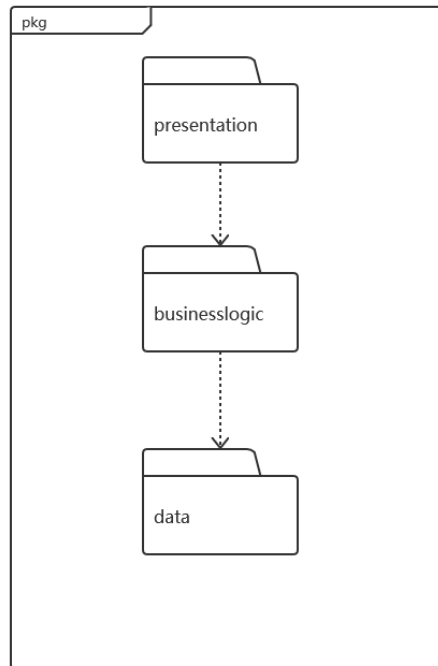 pkg
presentation
businesslogic
data